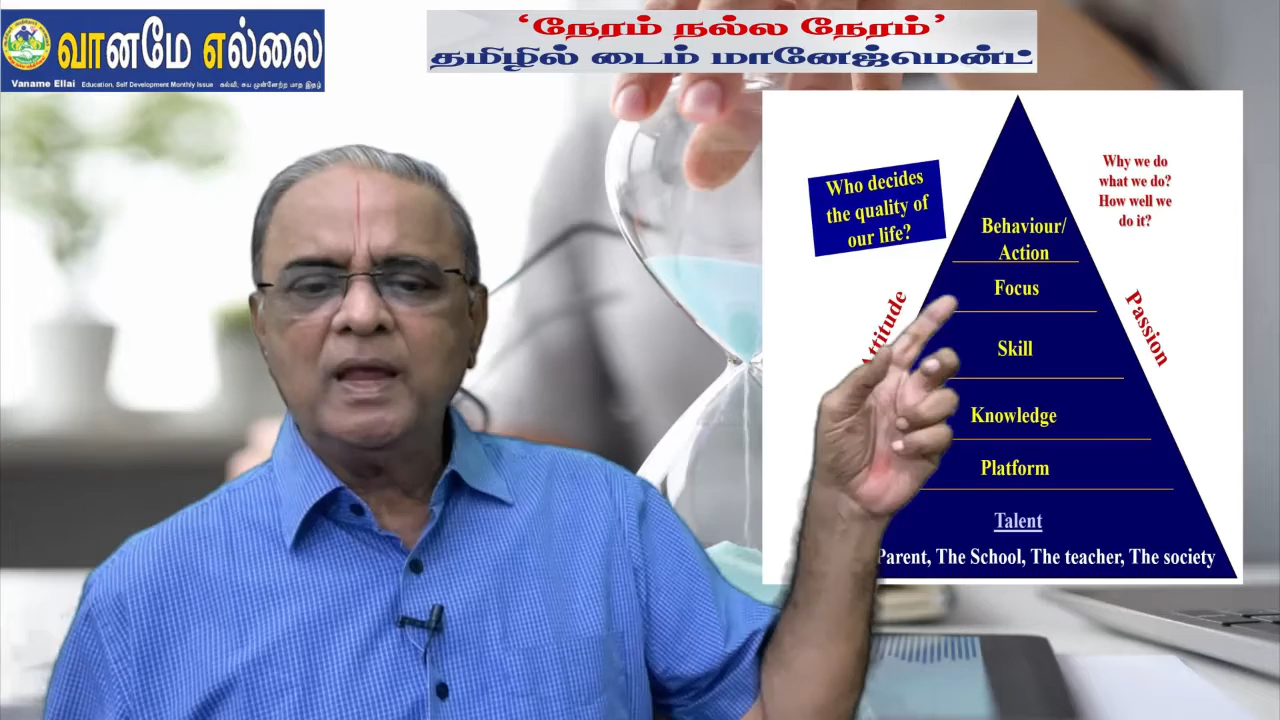 வானமே எல்லை
Vaname Ellai Education, Self Development Monthly Issue கல்வி, சுய முன்னேற்ற மாத இதழ்
‘நேரம் நல்ல நேரம்’
தமிழில் டைம் மானேஜ்மென்ட்
Who decides
the quality of
our life?
Why we do
what we do?
How well we
do it?
Behaviour/
Action
Focus
Skill
Knowledge
Platform
Talent
Parent, The School, The teacher, The society
Passion